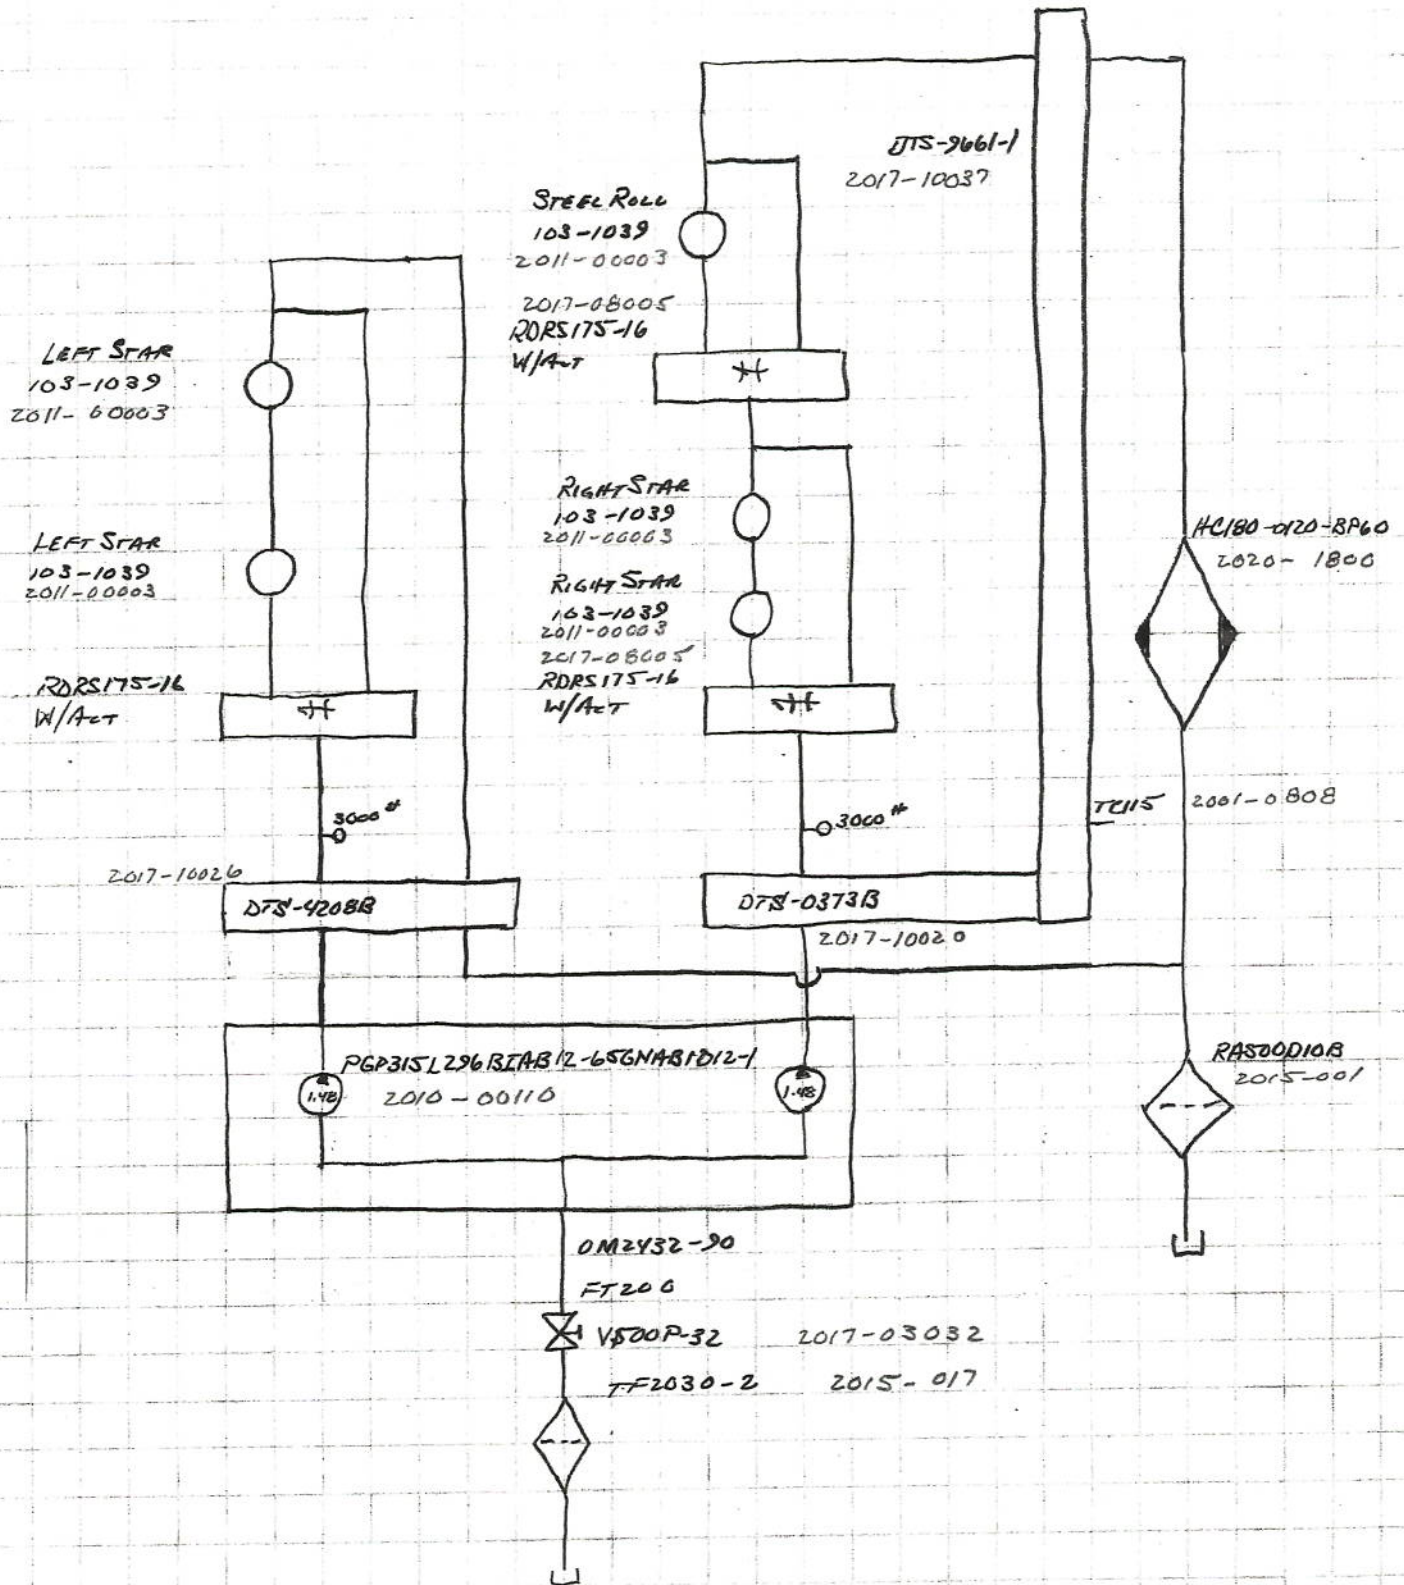 DTS-9661-1
2017-10037
STEEL ROLL
103-1039
2011-00003
2017-08005
RDRS175-16
W/ACT
LEFT STAR
103-1039
2011-00003
RIGHT STAR
103-1039
2011-00003
LEFT STAR
103-1039
2011-00003
RIGHT STAR
103-1039
2011-00003
2017-08005
RDRS175-16
W/ACT
HC180-0120-BP60
2020-1800
RDRS175-16
W/ACT
3000#
3000#
TC115
2001-0808
2017-10026
DTS-4208B
DTS-0373B
2017-10020
PGP315L296BIAB12-65GNAB1D12-1
1.48
2010-00110
1.48
RA500D10B
2015-001
OM2432-90
FT200
V500P-32
2017-03032
TF2030-2
2015-017